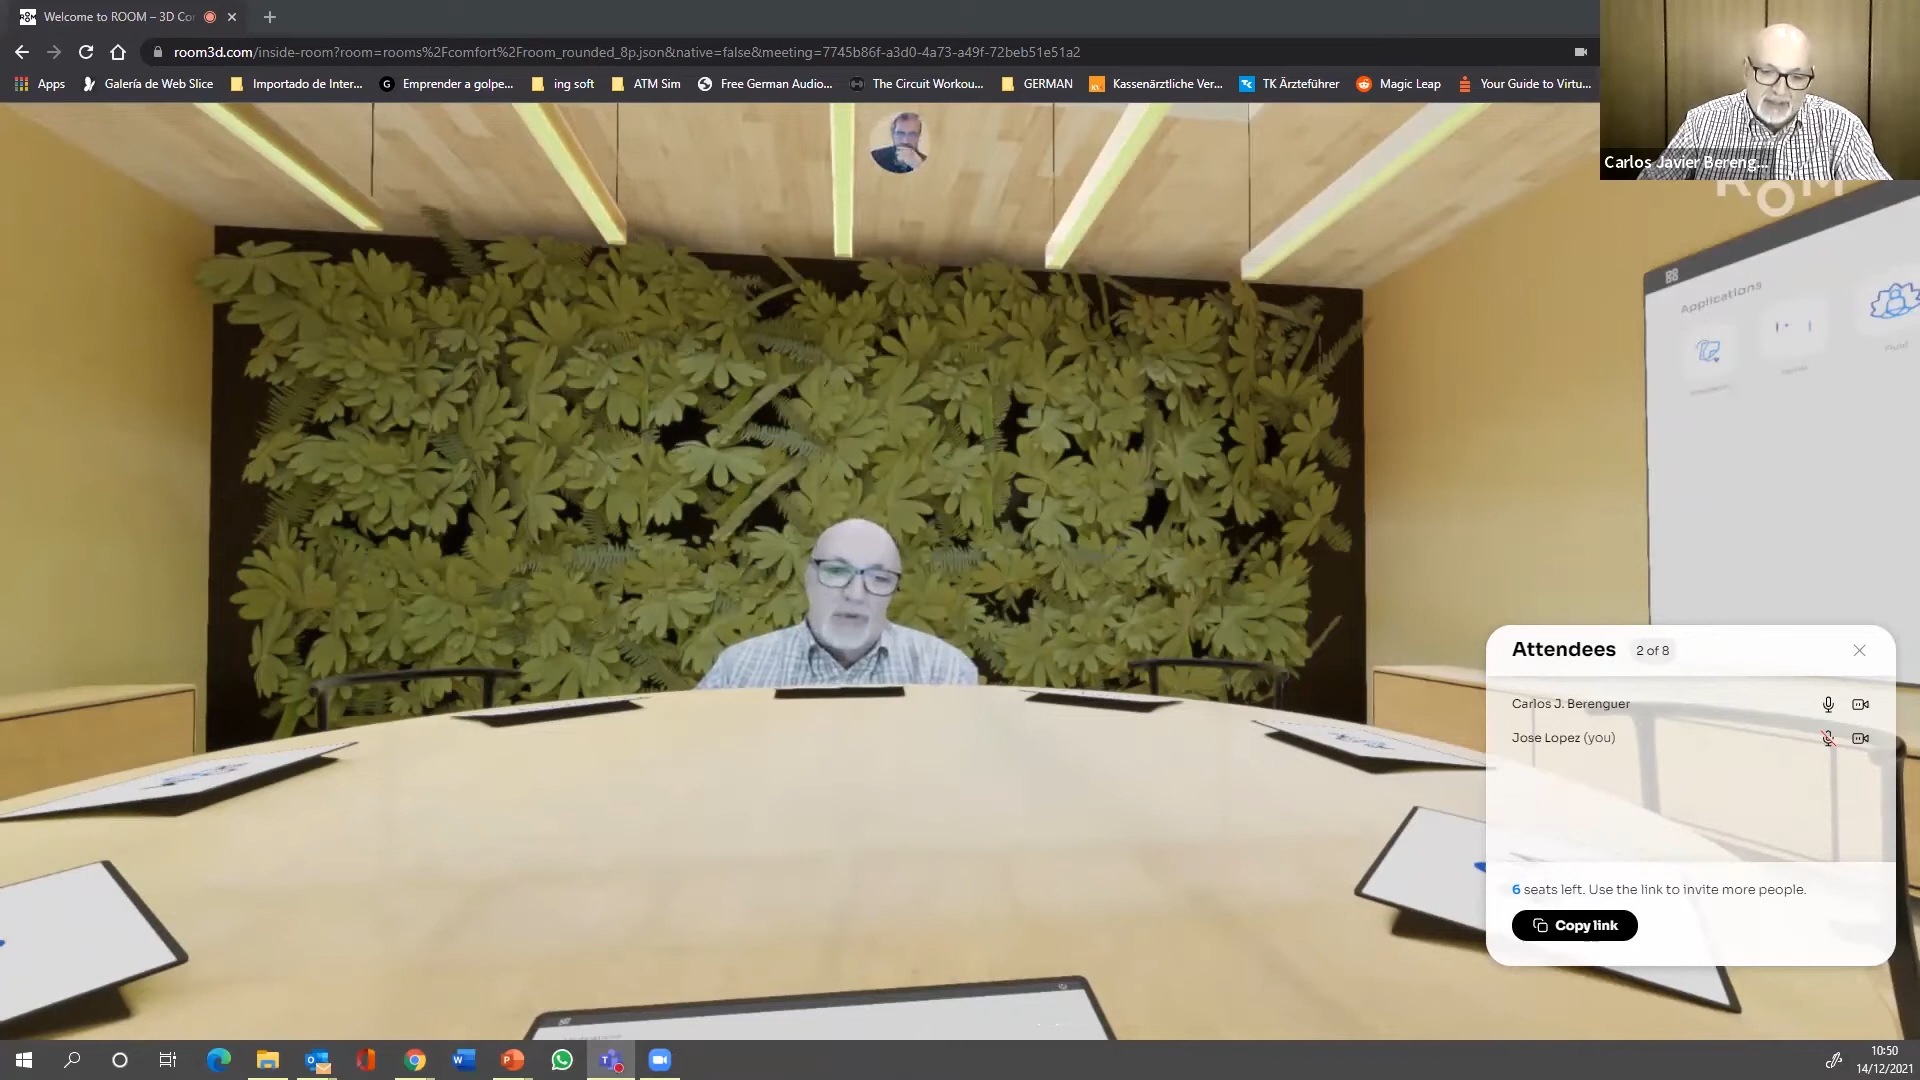 Welcome to ROOM – 3D Co
room3d.com/inside-room?room=rooms%2Fcomfort%2Froom_rounded_8p.json&native=false&meeting=7745b86f-a3d0-4a73-a49f-72beb51e51a2
Apps
Galería de Web Slice
Importado de Inter...
Emprender a golpe...
ing soft
ATM Sim
Free German Audio...
The Circuit Workou...
GERMAN
Kassenärztliche Ver...
TK Ärzteführer
Magic Leap
Your Guide to Virtu...
Carlos Javier Bereng...
ROOM
Applications
Fluid
Attendees 2 of 8
Carlos J. Berenguer
Jose Lopez (you)
6 seats left. Use the link to invite more people.
Copy link
10:50
14/12/2021